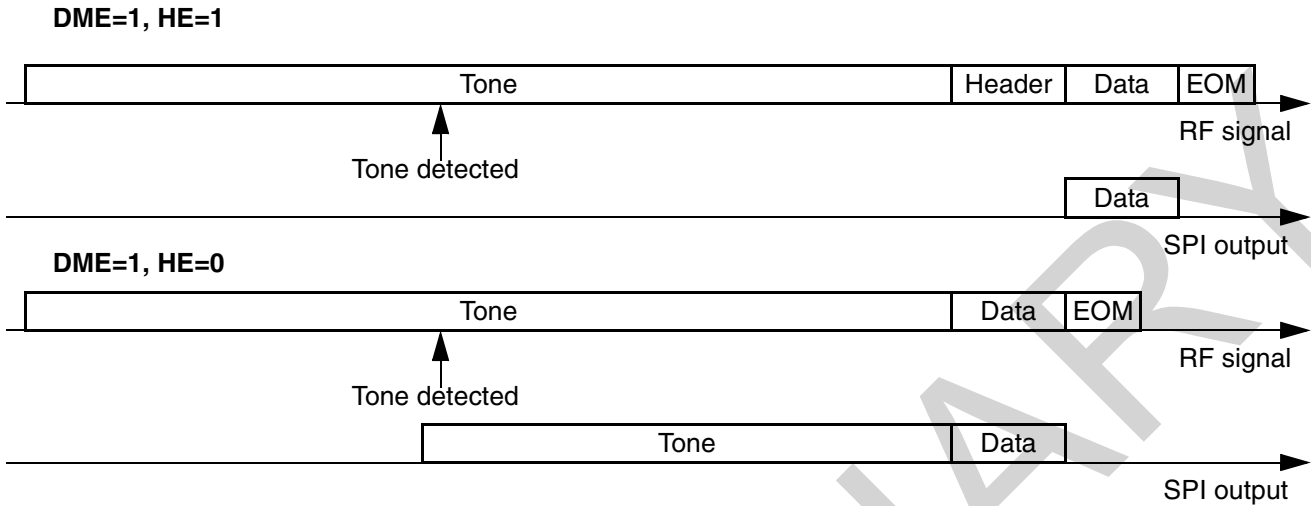 DME=1, HE=1
Tone Header Data EOM
RF signal
Tone detected
Data
SPI output
DME=1, HE=0
Tone Data EOM
RF signal
Tone detected
Tone Data
SPI output